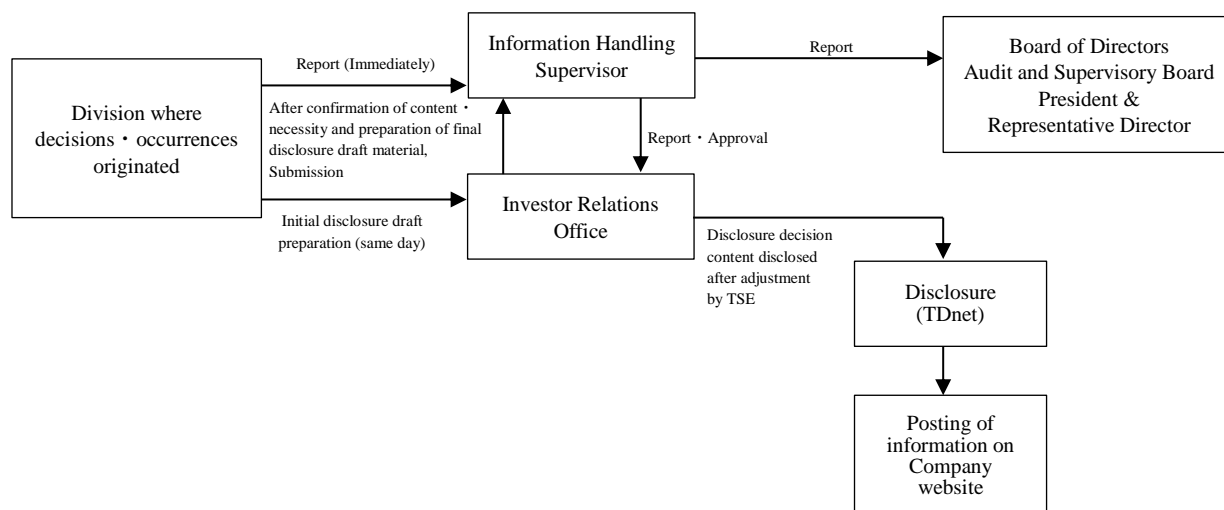 Division where
decisions・occurrences
originated
Report (Immediately)
After confirmation of content・
necessity and preparation of final
disclosure draft material,
Submission
Initial disclosure draft
preparation (same day)
Information Handling
Supervisor
Report・Approval
Investor Relations
Office
Report
Board of Directors
Audit and Supervisory Board
President &
Representative Director
Disclosure decision
content disclosed
after adjustment
by TSE
Disclosure
(TDnet)
Posting of
information on
Company
website